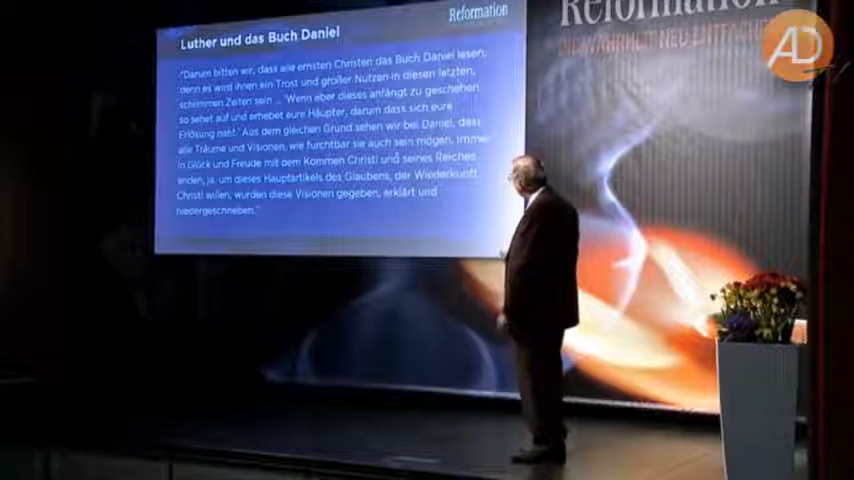 Reformation
Luther und das Buch Daniel
"Darum bitten wir, dass alle ernsten Christen das Buch Daniel lesen,
denn es wird ihnen ein Trost und großer Nutzen in diesen letzten,
schlimmen Zeiten sein ... 'Wenn aber dieses anfängt zu geschehen
so sehet auf und erhebet eure Häupter, darum dass sich eure
Erlösung naht.' Aus dem gleichen Grund sehen wir bei Daniel, dass
alle Träume und Visionen, wie furchtbar sie auch sein mögen, immer
in Glück und Freude mit dem Kommen Christi und seines Reiches
enden, ja, um dieses Hauptartikels des Glaubens, der Wiederkunft
Christi willen, wurden diese Visionen gegeben, erklärt und
niedergeschrieben."
Reformation
DIE WAHRHEIT NEU ENTFACHT
AD
TV